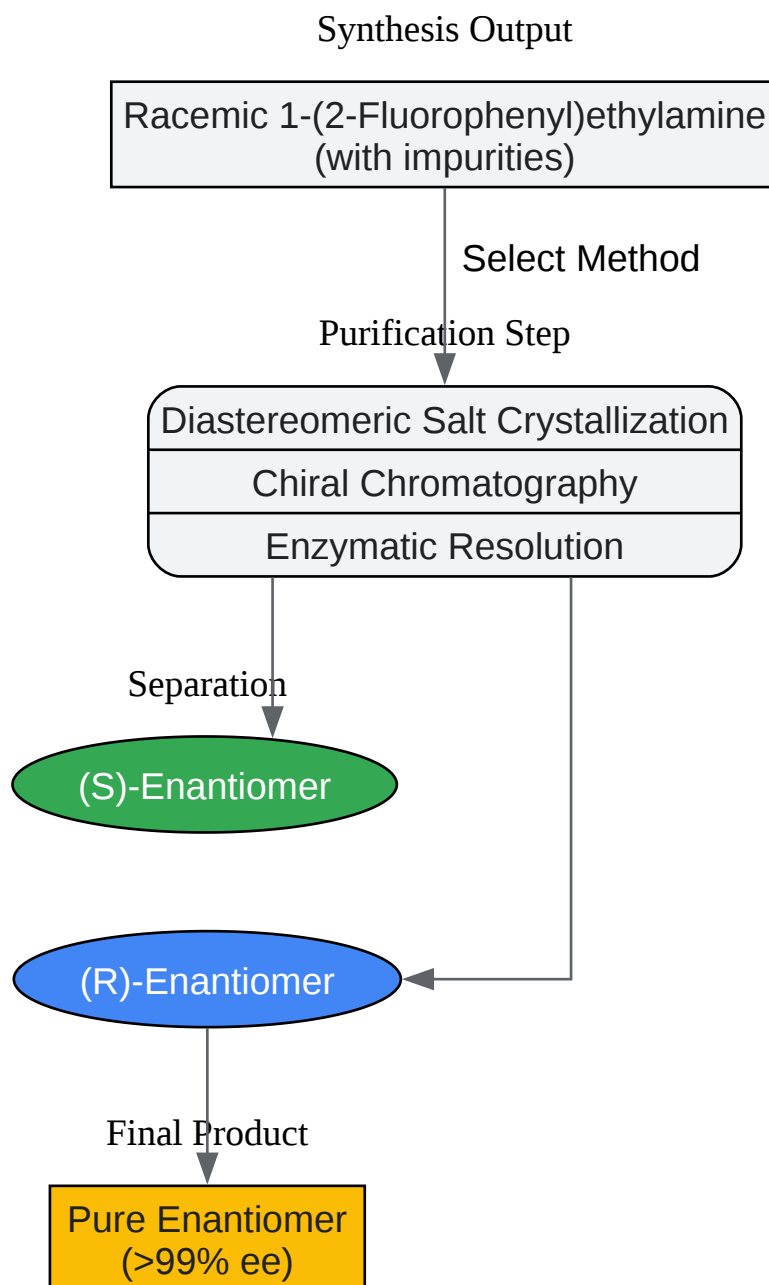 Synthesis Output
Racemic 1-(2-Fluorophenyl)ethylamine
(with impurities)
Select Method
Purification Step
Diastereomeric Salt Crystallization
Chiral Chromatography
Enzymatic Resolution
Separation
(S)-Enantiomer
(R)-Enantiomer
Final Product
Pure Enantiomer
(>99% ee)